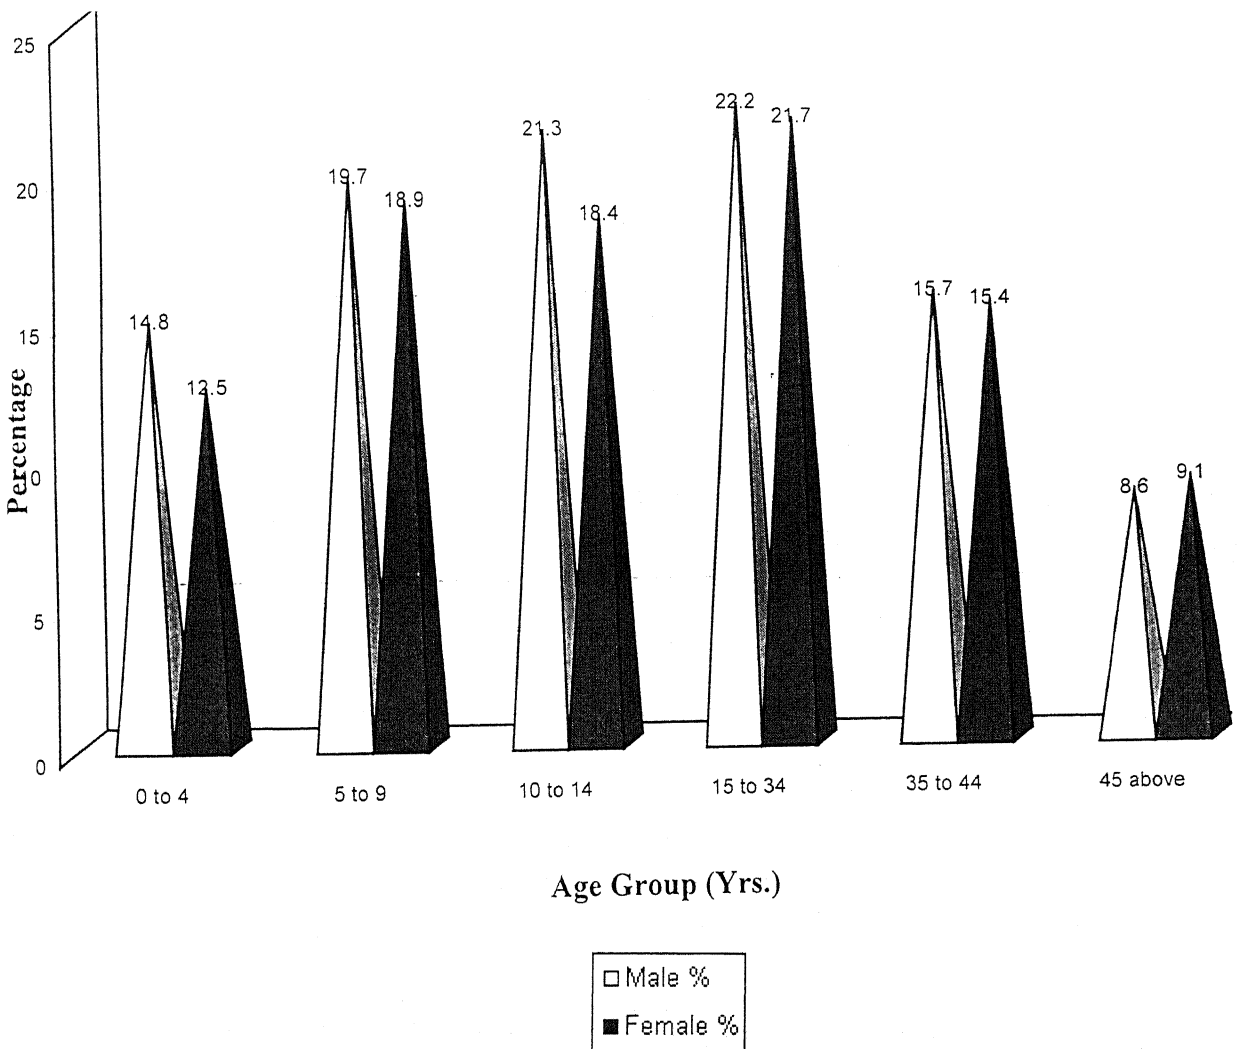 25
20
15
0
5
0
Percentage
14.8
12.5
19.7
18.9
21.3
18.4
22.2
21.7
15.7
15.4
8.6
9.1
0 to 4
5 to 9
10 to 14
15 to 34
35 to 44
45 above
Age Group (Yrs.)
Male %
Female %